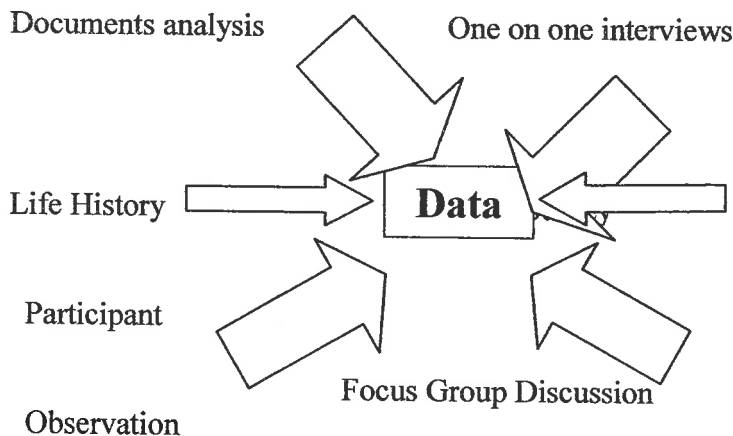 Documents analysis
One on one interviews
Life History
Data
Participant
Focus Group Discussion
Observation